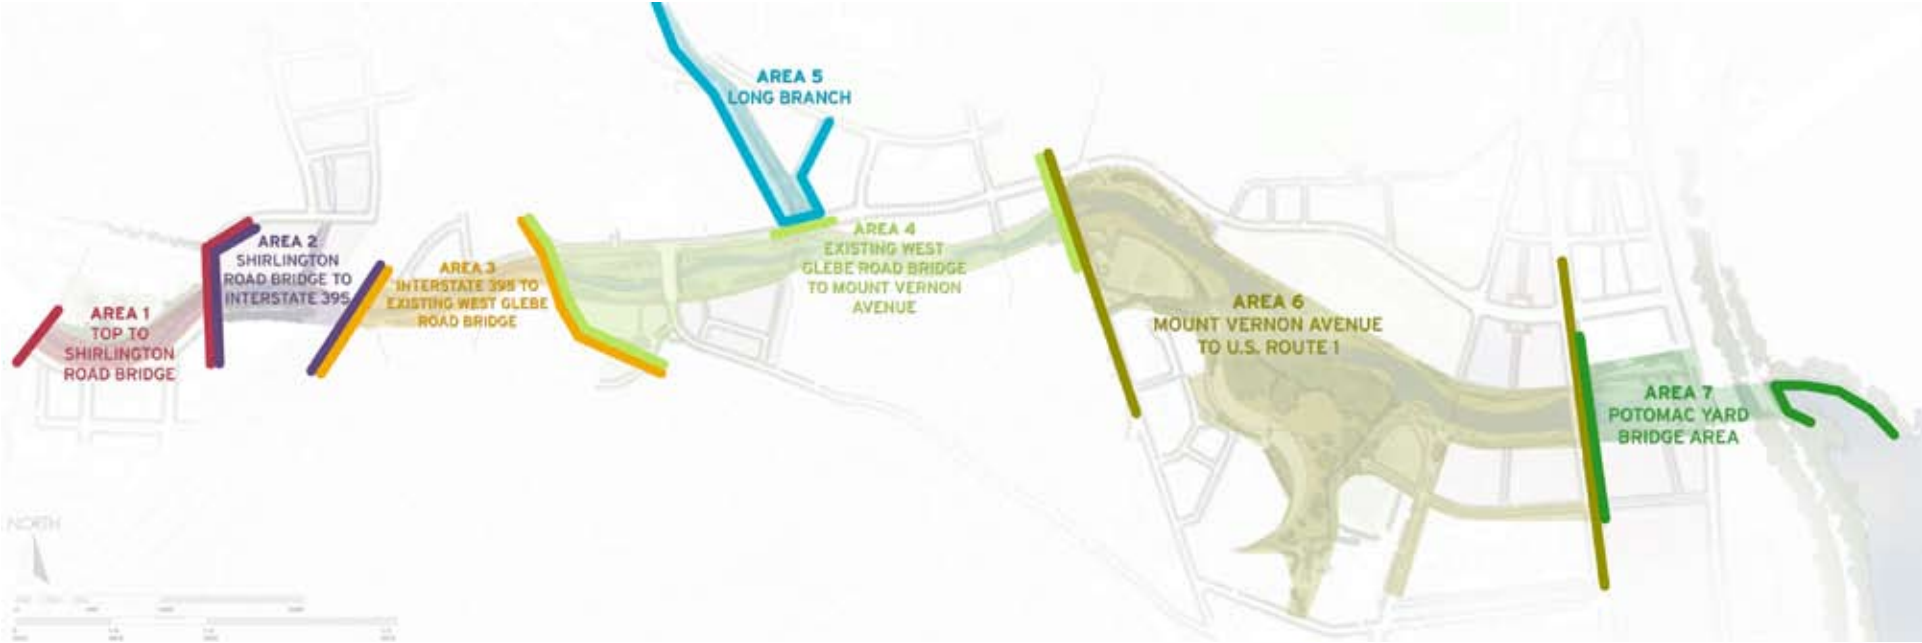 AREA 5
LONG BRANCH
AREA 4
EXISTING WEST
GLEBE ROAD BRIDGE
TO MOUNT VERNON
AVENUE
AREA 2
SHIRLINGTON
ROAD BRIDGE TO
INTERSTATE 395
AREA 3
INTERSTATE 395 TO
EXISTING WEST GLEBE
ROAD BRIDGE
AREA 1
TOP TO
SHIRLINGTON
ROAD BRIDGE
AREA 6
MOUNT VERNON AVENUE
TO U.S. ROUTE 1
AREA 7
POTOMAC YARD
BRIDGE AREA
NORTH